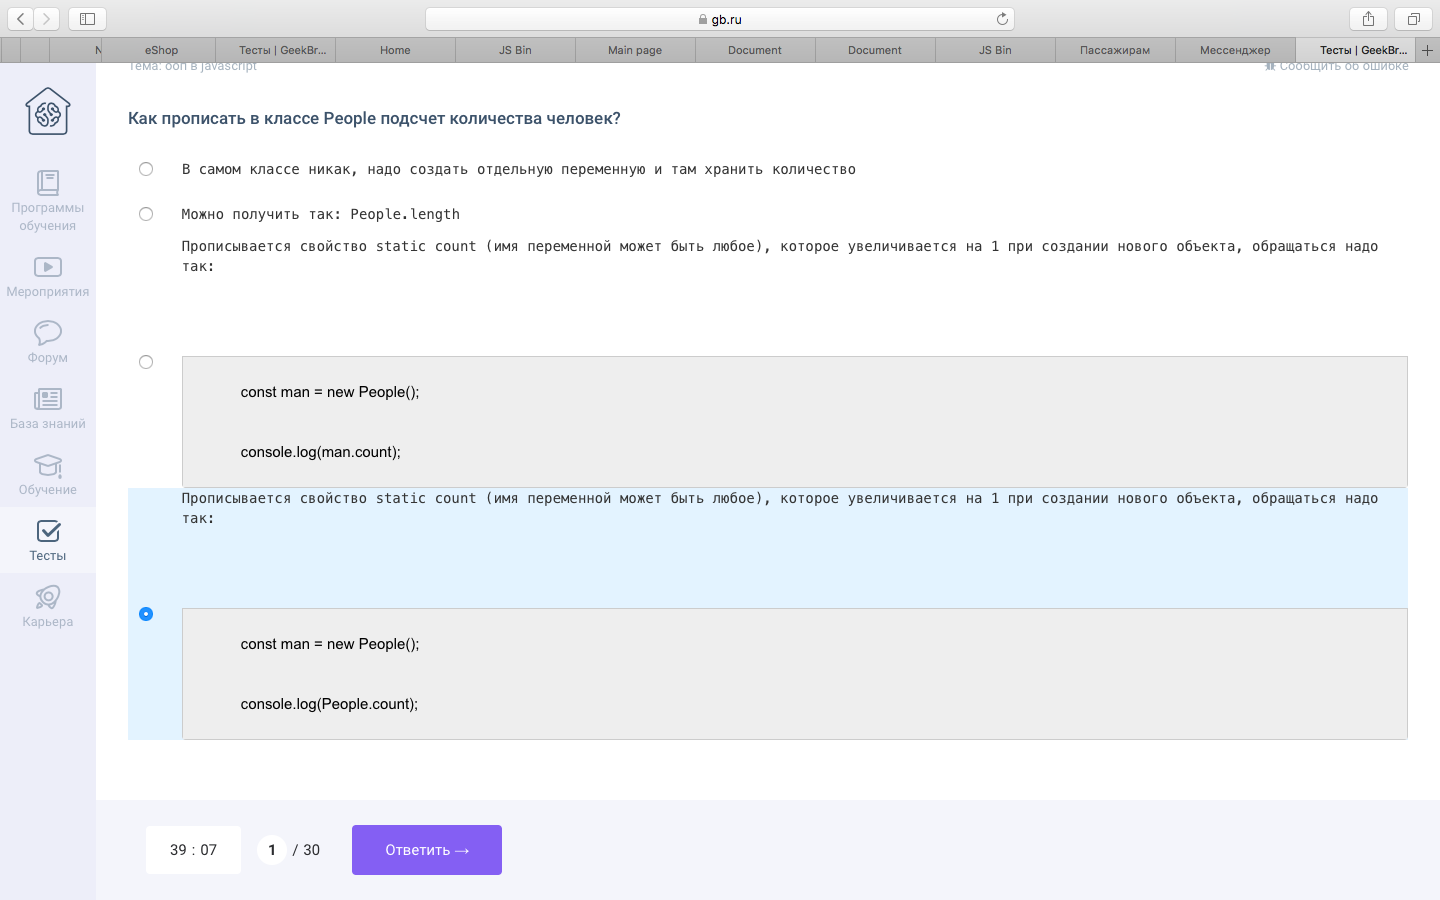 gb.ru
N
eShop
Тесты | GeekBr...
Home
JS Bin
Main page
Document
Document
JS Bin
Пассажирам
Мессенджер
Тесты | GeekBr...
Тема: ооп в javascript
Сообщить об ошибке
Программы
обучения
Мероприятия
Форум
База знаний
Обучение
Тесты
Карьера
Как прописать в классе People подсчет количества человек?
В самом классе никак, надо создать отдельную переменную и там хранить количество
Можно получить так: People.length
Прописывается свойство static count (имя переменной может быть любое), которое увеличивается на 1 при создании нового объекта, обращаться надо
так:
const man = new People();
console.log(man.count);
Прописывается свойство static count (имя переменной может быть любое), которое увеличивается на 1 при создании нового объекта, обращаться надо
так:
const man = new People();
console.log(People.count);
39 : 07
1 / 30
Ответить →